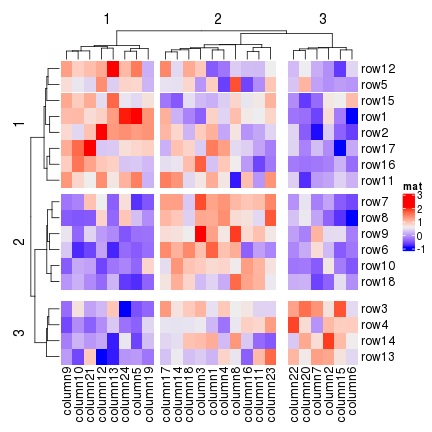 1 2 3
1
2
3
row12
row5
row15
row1
row2
row17
row16
row11
row7
row8
row9
row6
row10
row18
row3
row4
row14
row13
mat
3
2
1
0
-1
column9
column10
column21
column12
column13
column24
column5
column19
column17
column14
column18
column3
column1
column4
column8
column16
column11
column23
column22
column20
column7
column2
column15
column6